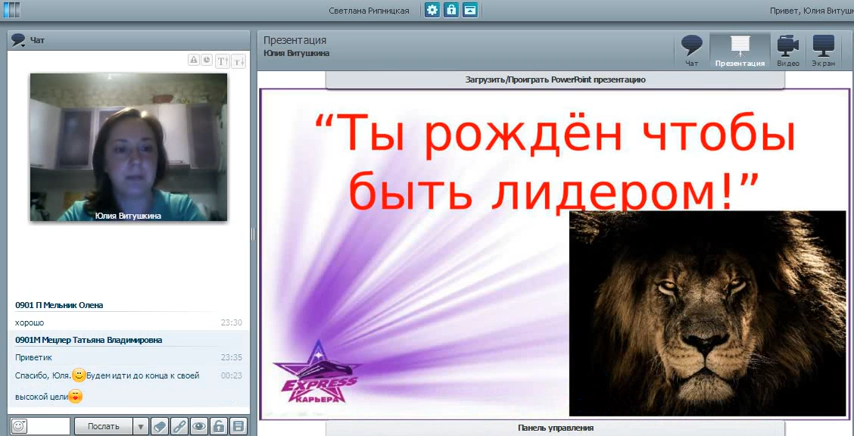 Светлана Рипницкая
Привет, Юлия Витушк
Чат
Юлия Витушкина
0901 П Мельник Олена
хорошо 23:30
0901М Мецлер Татьяна Владимировна
Приветик 23:35
Спасибо, Юля. Будем идти до конца к своей 00:23
высокой цели
Послать
Презентация
Юлия Витушкина
Чат Презентация Видео Экран
Загрузить/Проиграть PowerPoint презентацию
“Ты рождён чтобы
быть лидером!”
EXPRESS
КАРЬЕРА
Панель управления